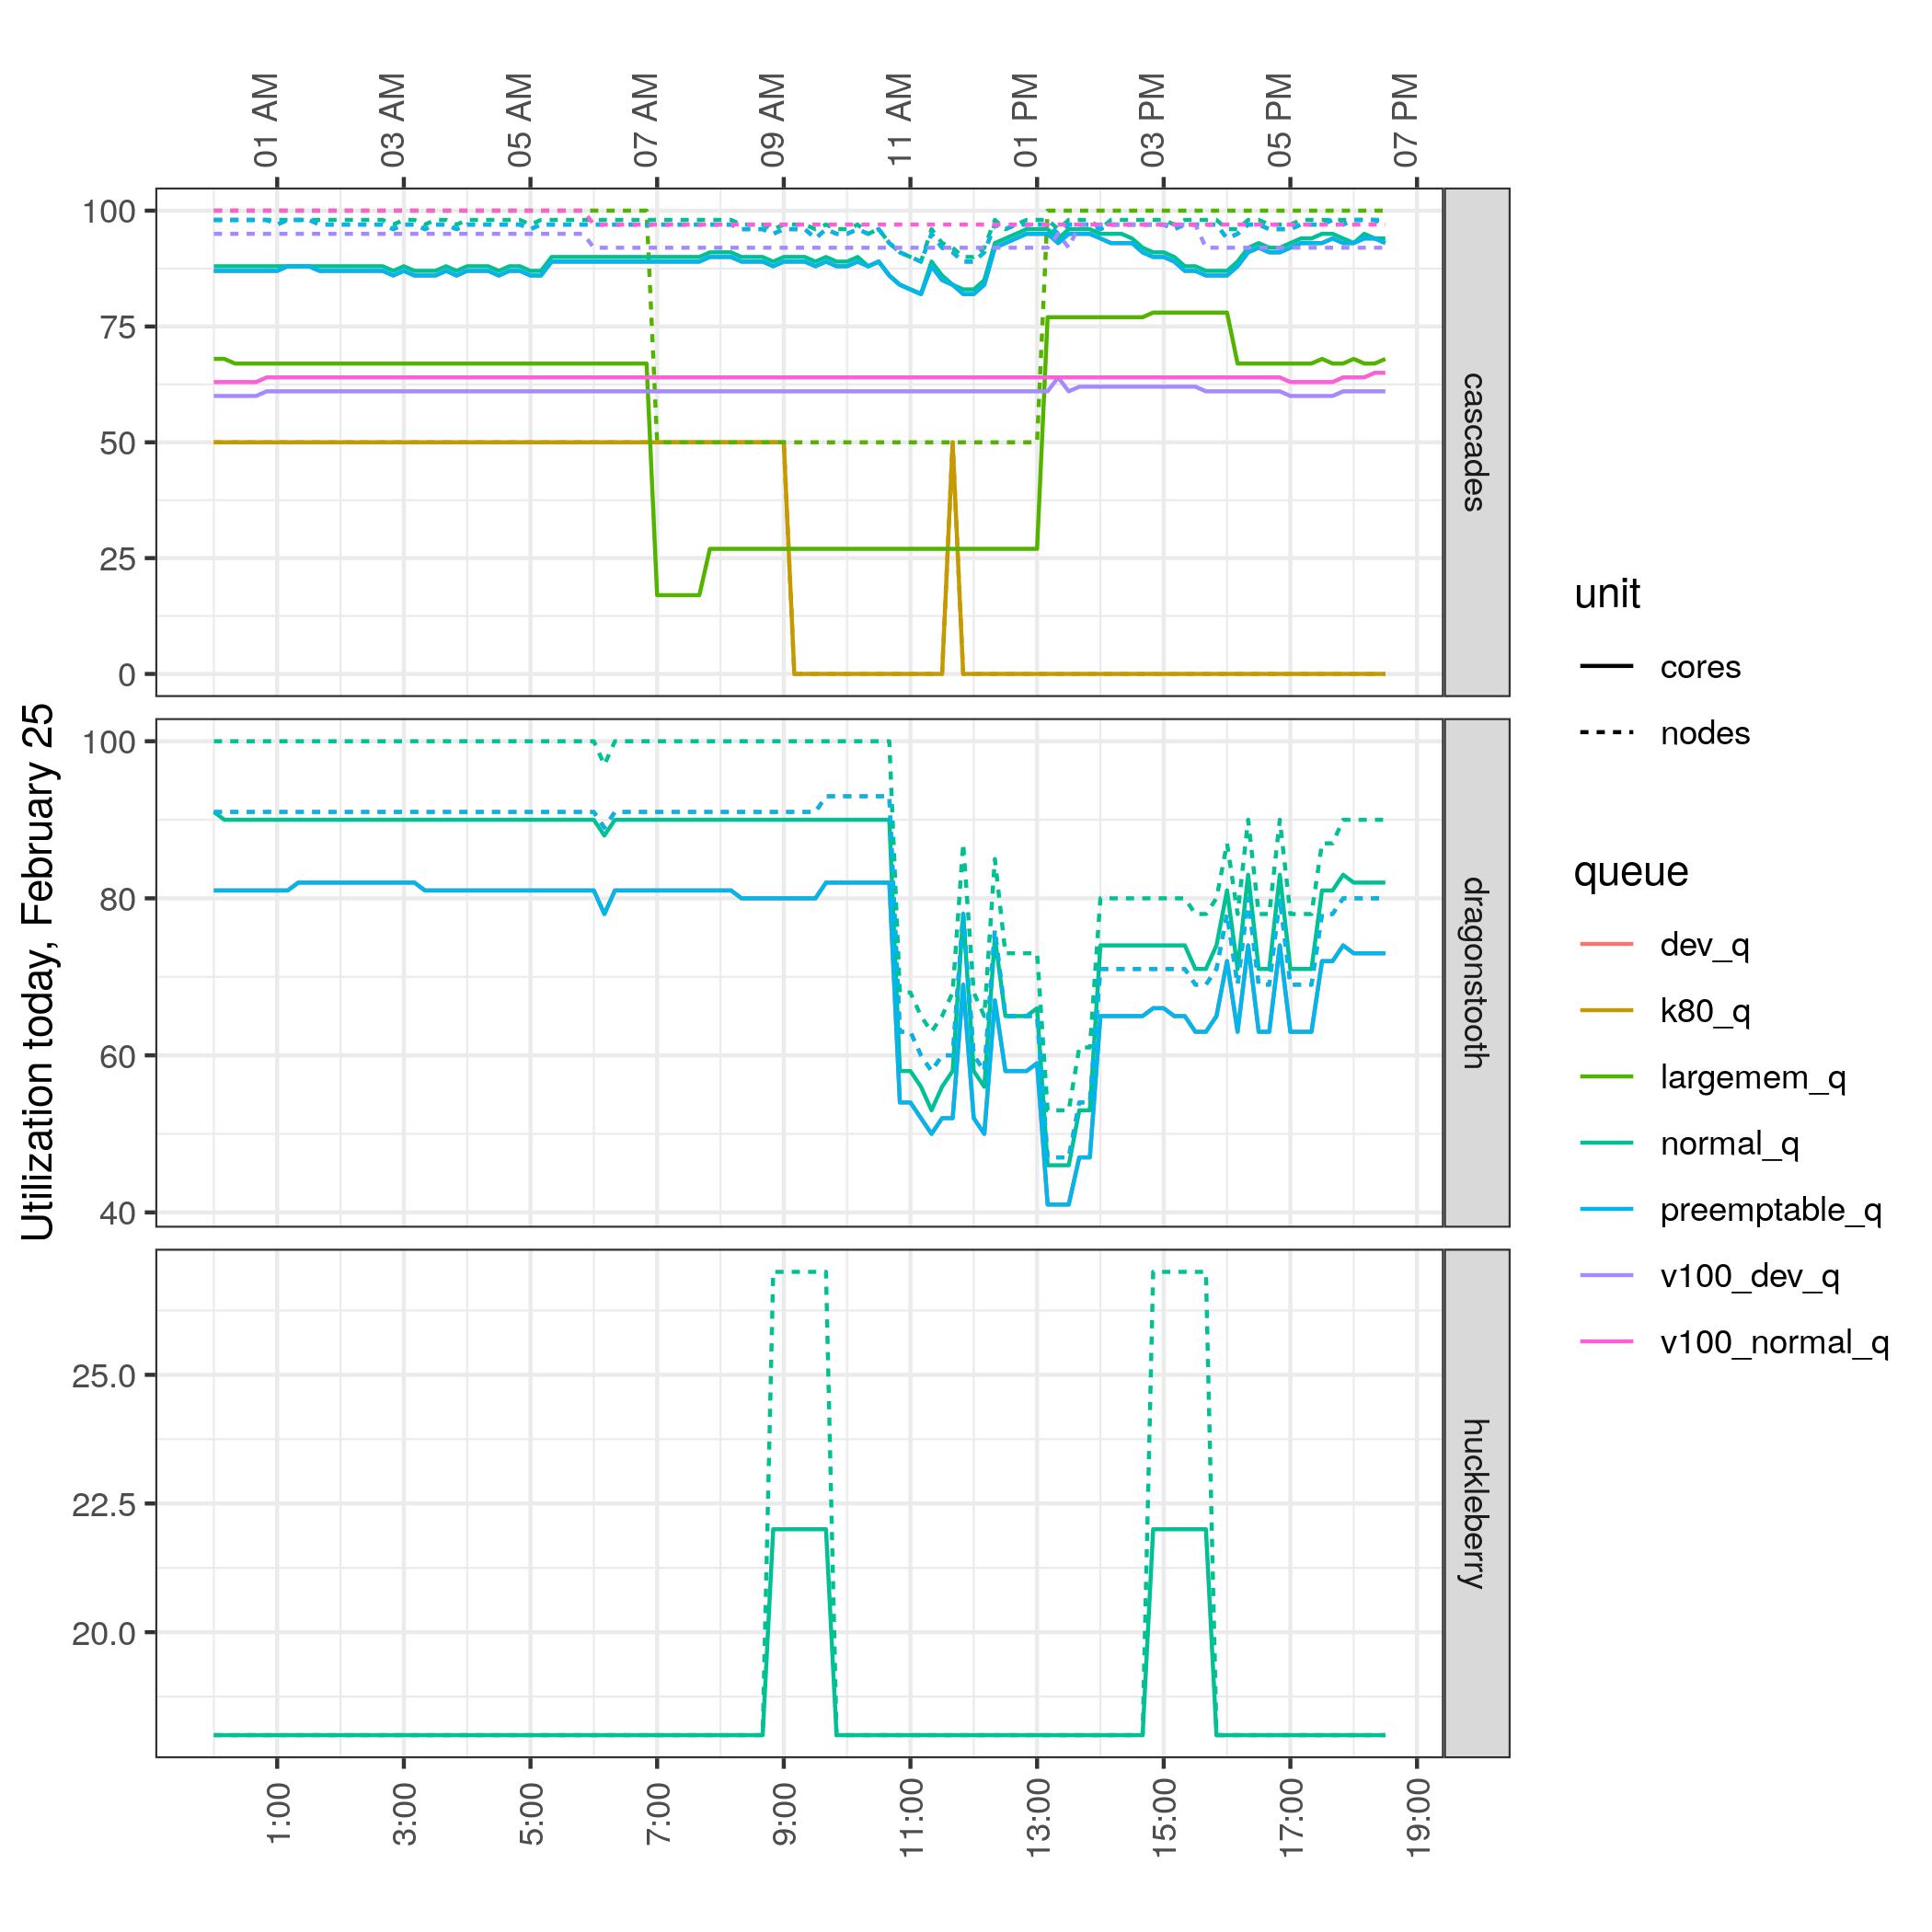 01 AM
03 AM
05 AM
07 AM
09 AM
11 AM
01 PM
03 PM
05 PM
07 PM
Utilization today, February 25
100
75
50
25
0
cascades
100
80
60
40
dragonstooth
25.0
22.5
20.0
huckleberry
1:00
3:00
5:00
7:00
9:00
11:00
13:00
15:00
17:00
19:00
unit
cores
nodes
queue
dev_q
k80_q
largemem_q
normal_q
preemptable_q
v100_dev_q
v100_normal_q